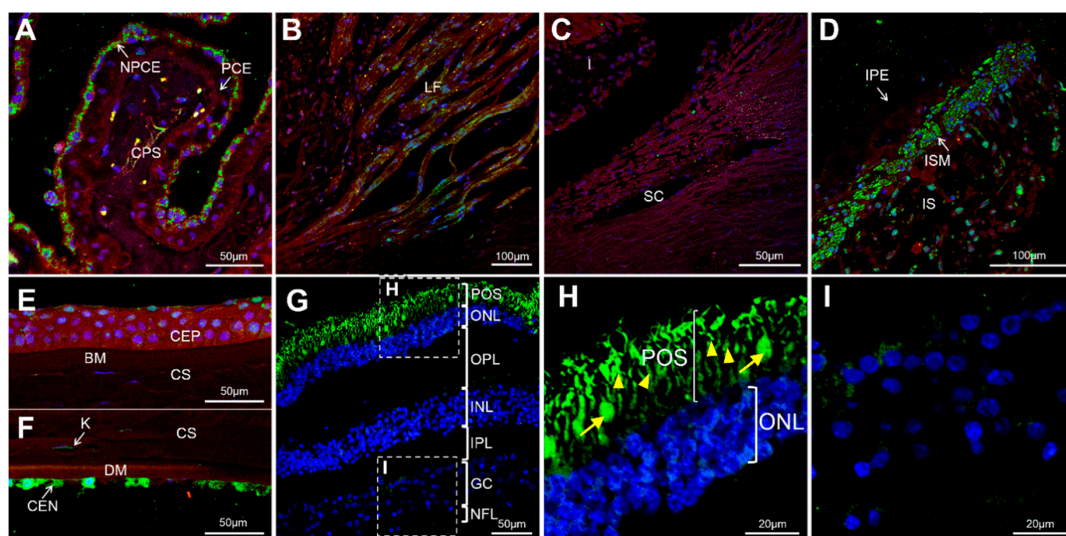 A
NPCE
PCE
CPS
50µm
B
LF
100µm
C
I
SC
50µm
D
IPE
ISM
IS
100µm
E
CEP
BM
CS
50µm
F
CS
K
DM
CEN
50µm
G
H
POS
ONL
OPL
INL
IPL
I
GC
NFL
50µm
H
POS
ONL
20µm
I
20µm